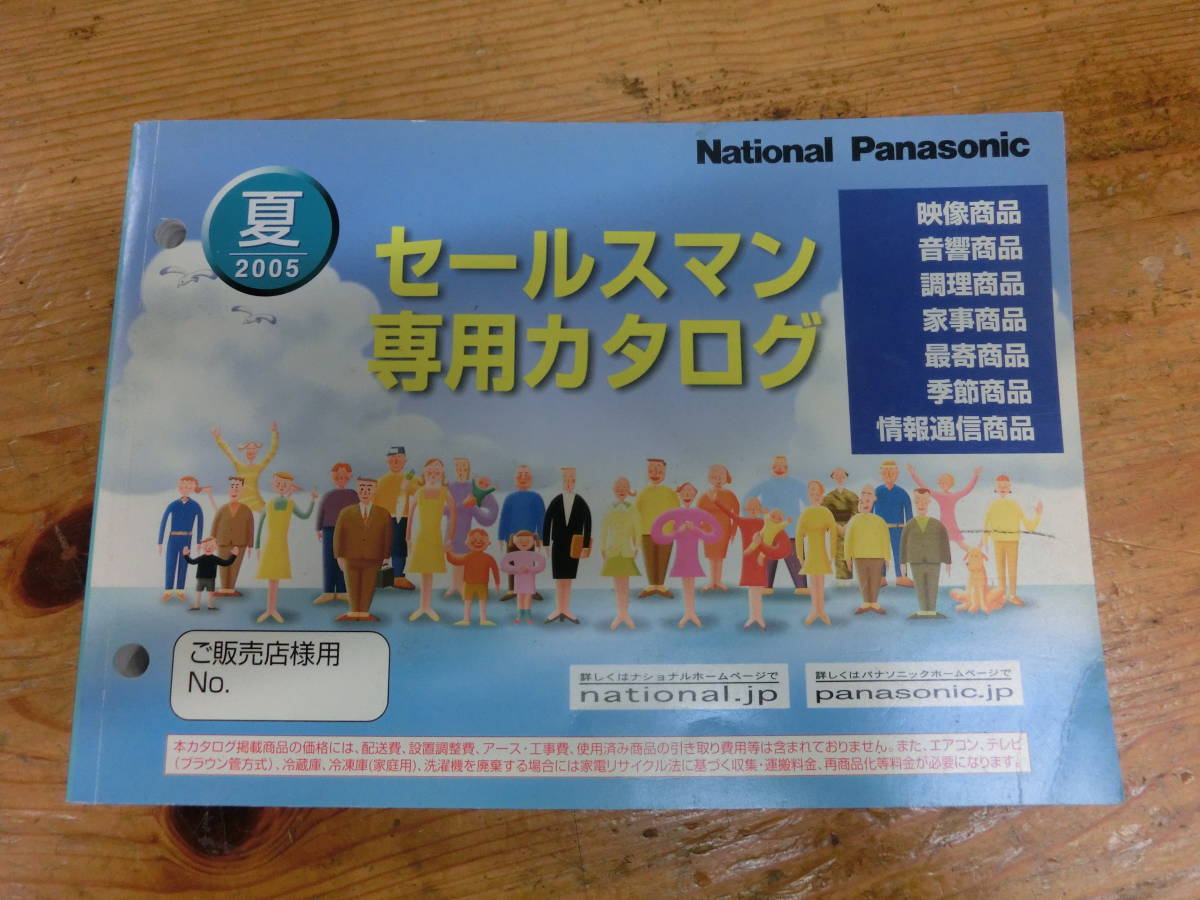 National Panasonic
夏
2005
セールスマン
専用カタログ
映像商品
音響商品
調理商品
家事商品
最寄商品
季節商品
情報通信商品
ご販売店様用
No.
詳しくはナショナルホームページで
national.jp
詳しくはパナソニックホームページで
panasonic.jp
本カタログ掲載商品の価格には、配送費、設置調整費、アース・工事費、使用済み商品の引き取り費用等は含まれておりません。また、エアコン、テレビ
(ブラウン管方式)、冷蔵庫、冷凍庫(家庭用)、洗濯機を廃棄する場合には家電リサイクル法に基づく収集・運搬料金、再商品化等料金が必要になります。